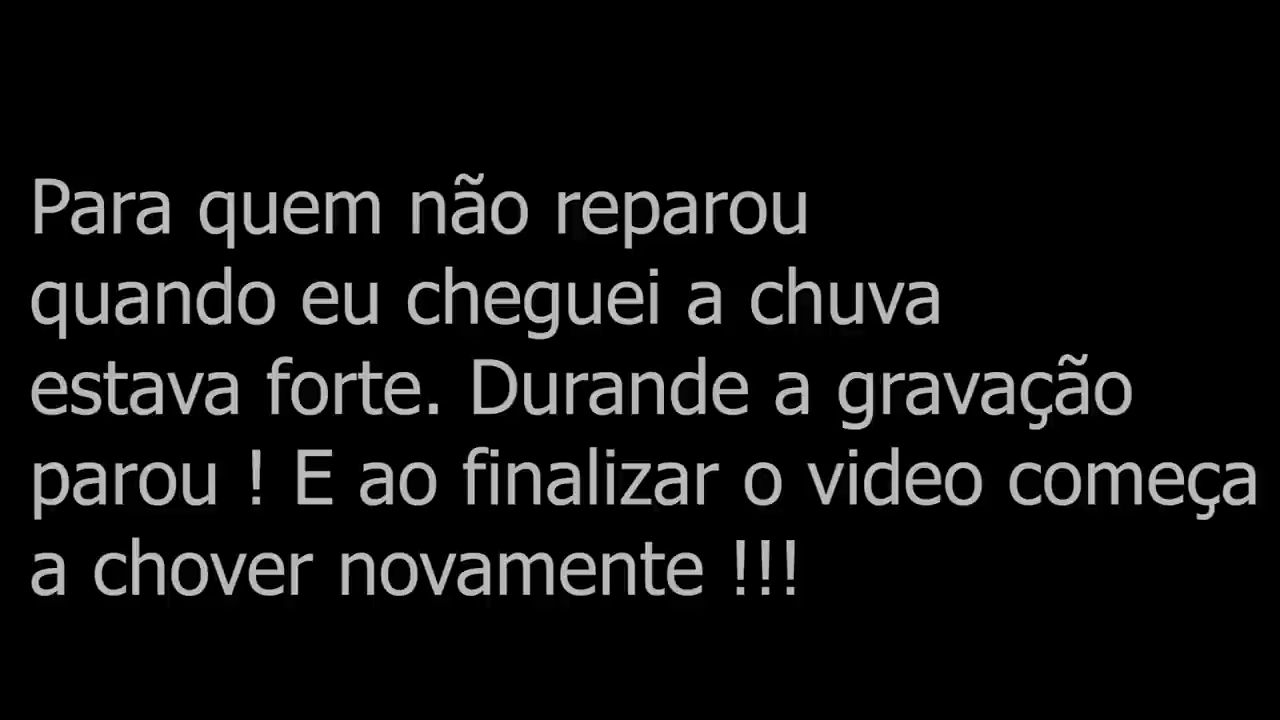 Para quem não reparou
quando eu cheguei a chuva
estava forte. Durande a gravação
parou ! E ao finalizar o video começa
a chover novamente !!!